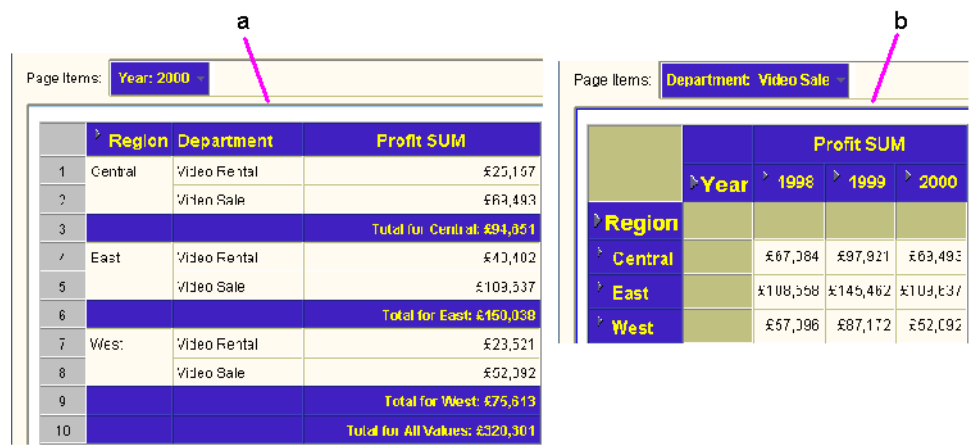 a
Page Items: Year: 2000
Region Department Profit SUM
1 Central Video Rental £25,157
2 Video Sale £69,493
3 Total for Central: £94,651
4 East Video Rental £40,402
5 Video Sale £109,637
6 Total for East: £150,038
7 West Video Rental £23,521
8 Video Sale £52,092
9 Total for West: £75,613
10 Total for All Values: £320,301
b
Page Items: Department: Video Sale
Profit SUM
Year 1998 1999 2000
Region
Central £67,084 £97,921 £69,493
East £108,558 £145,462 £109,637
West £57,096 £87,172 £52,092